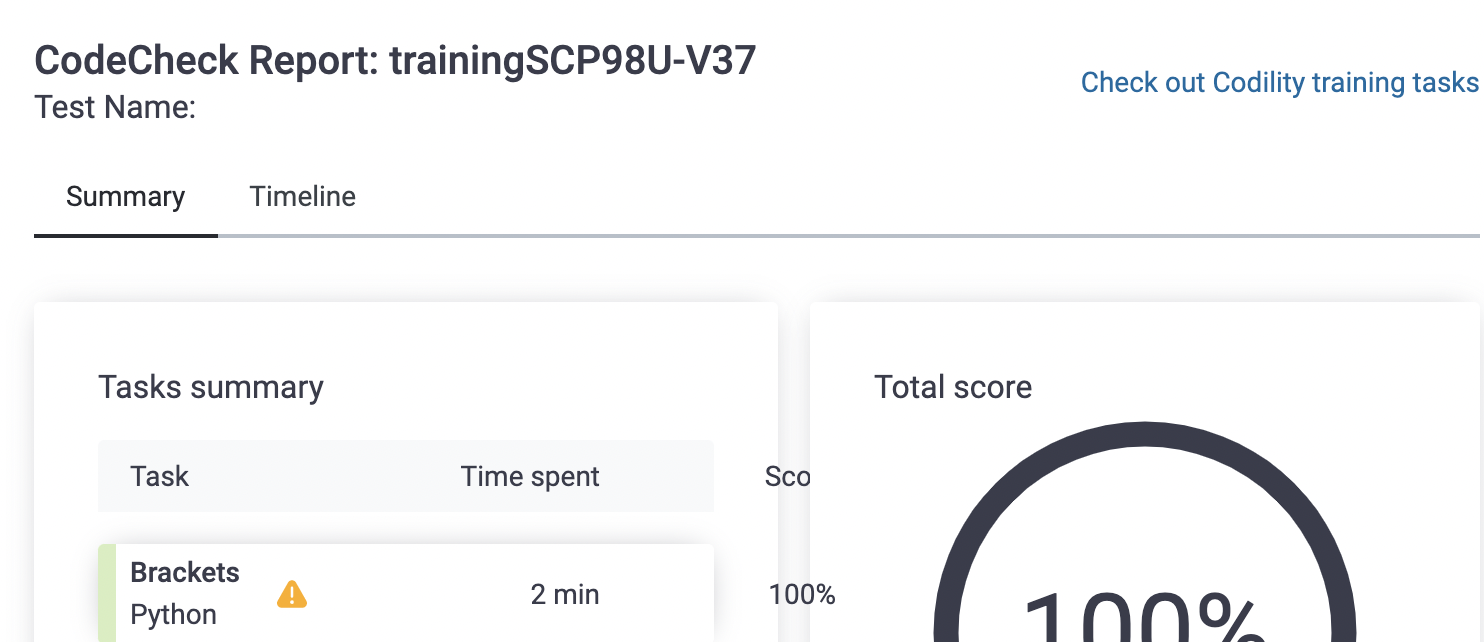 CodeCheck Report: trainingSCP98U-V37
Test Name:
Check out Codility training tasks
Summary
Timeline
Tasks summary
Task Time spent Sco
Brackets
Python
2 min 100%
Total score
100%